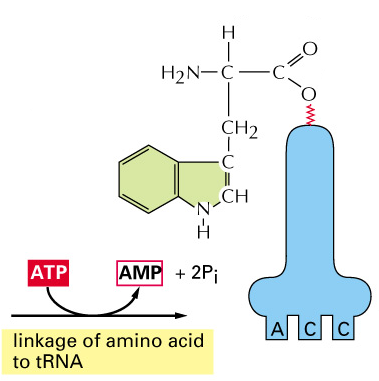 H
H₂N C C O
O
CH₂
C
CH
N
H
ATP AMP + 2Pᵢ
A C C
linkage of amino acid
to tRNA